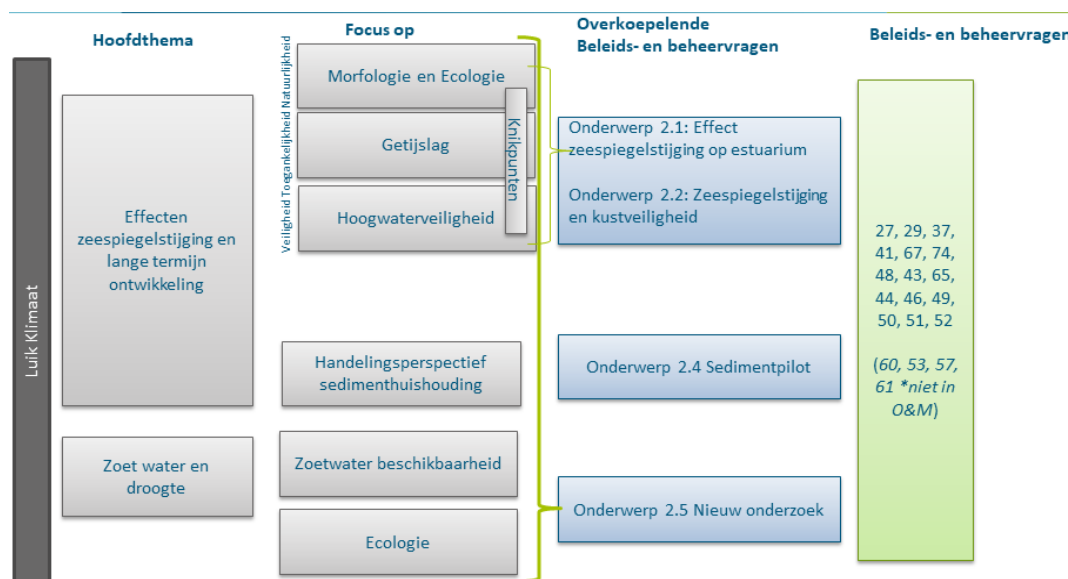 Hoofdthema
Focus op
Overkoepelende
Beleids- en beheervragen
Beleids- en beheervragen
Luik Klimaat
Effecten
zeespiegelstijging en
lange termijn
ontwikkeling
Zoet water en
droogte
Veiligheid Toegankelijkheid Natuurlijkheid
Morfologie en Ecologie
Getijslag
Hoogwaterveiligheid
Knikpunten
Handelingsperspectief
sedimenthuishouding
Zoetwater beschikbaarheid
Ecologie
Onderwerp 2.1: Effect
zeespiegelstijging op estuarium
Onderwerp 2.2: Zeespiegelstijging
en kustveiligheid
Onderwerp 2.4 Sedimentpilot
Onderwerp 2.5 Nieuw onderzoek
27, 29, 37,
41, 67, 74,
48, 43, 65,
44, 46, 49,
50, 51, 52
(60, 53, 57,
61 *niet in
O&M)